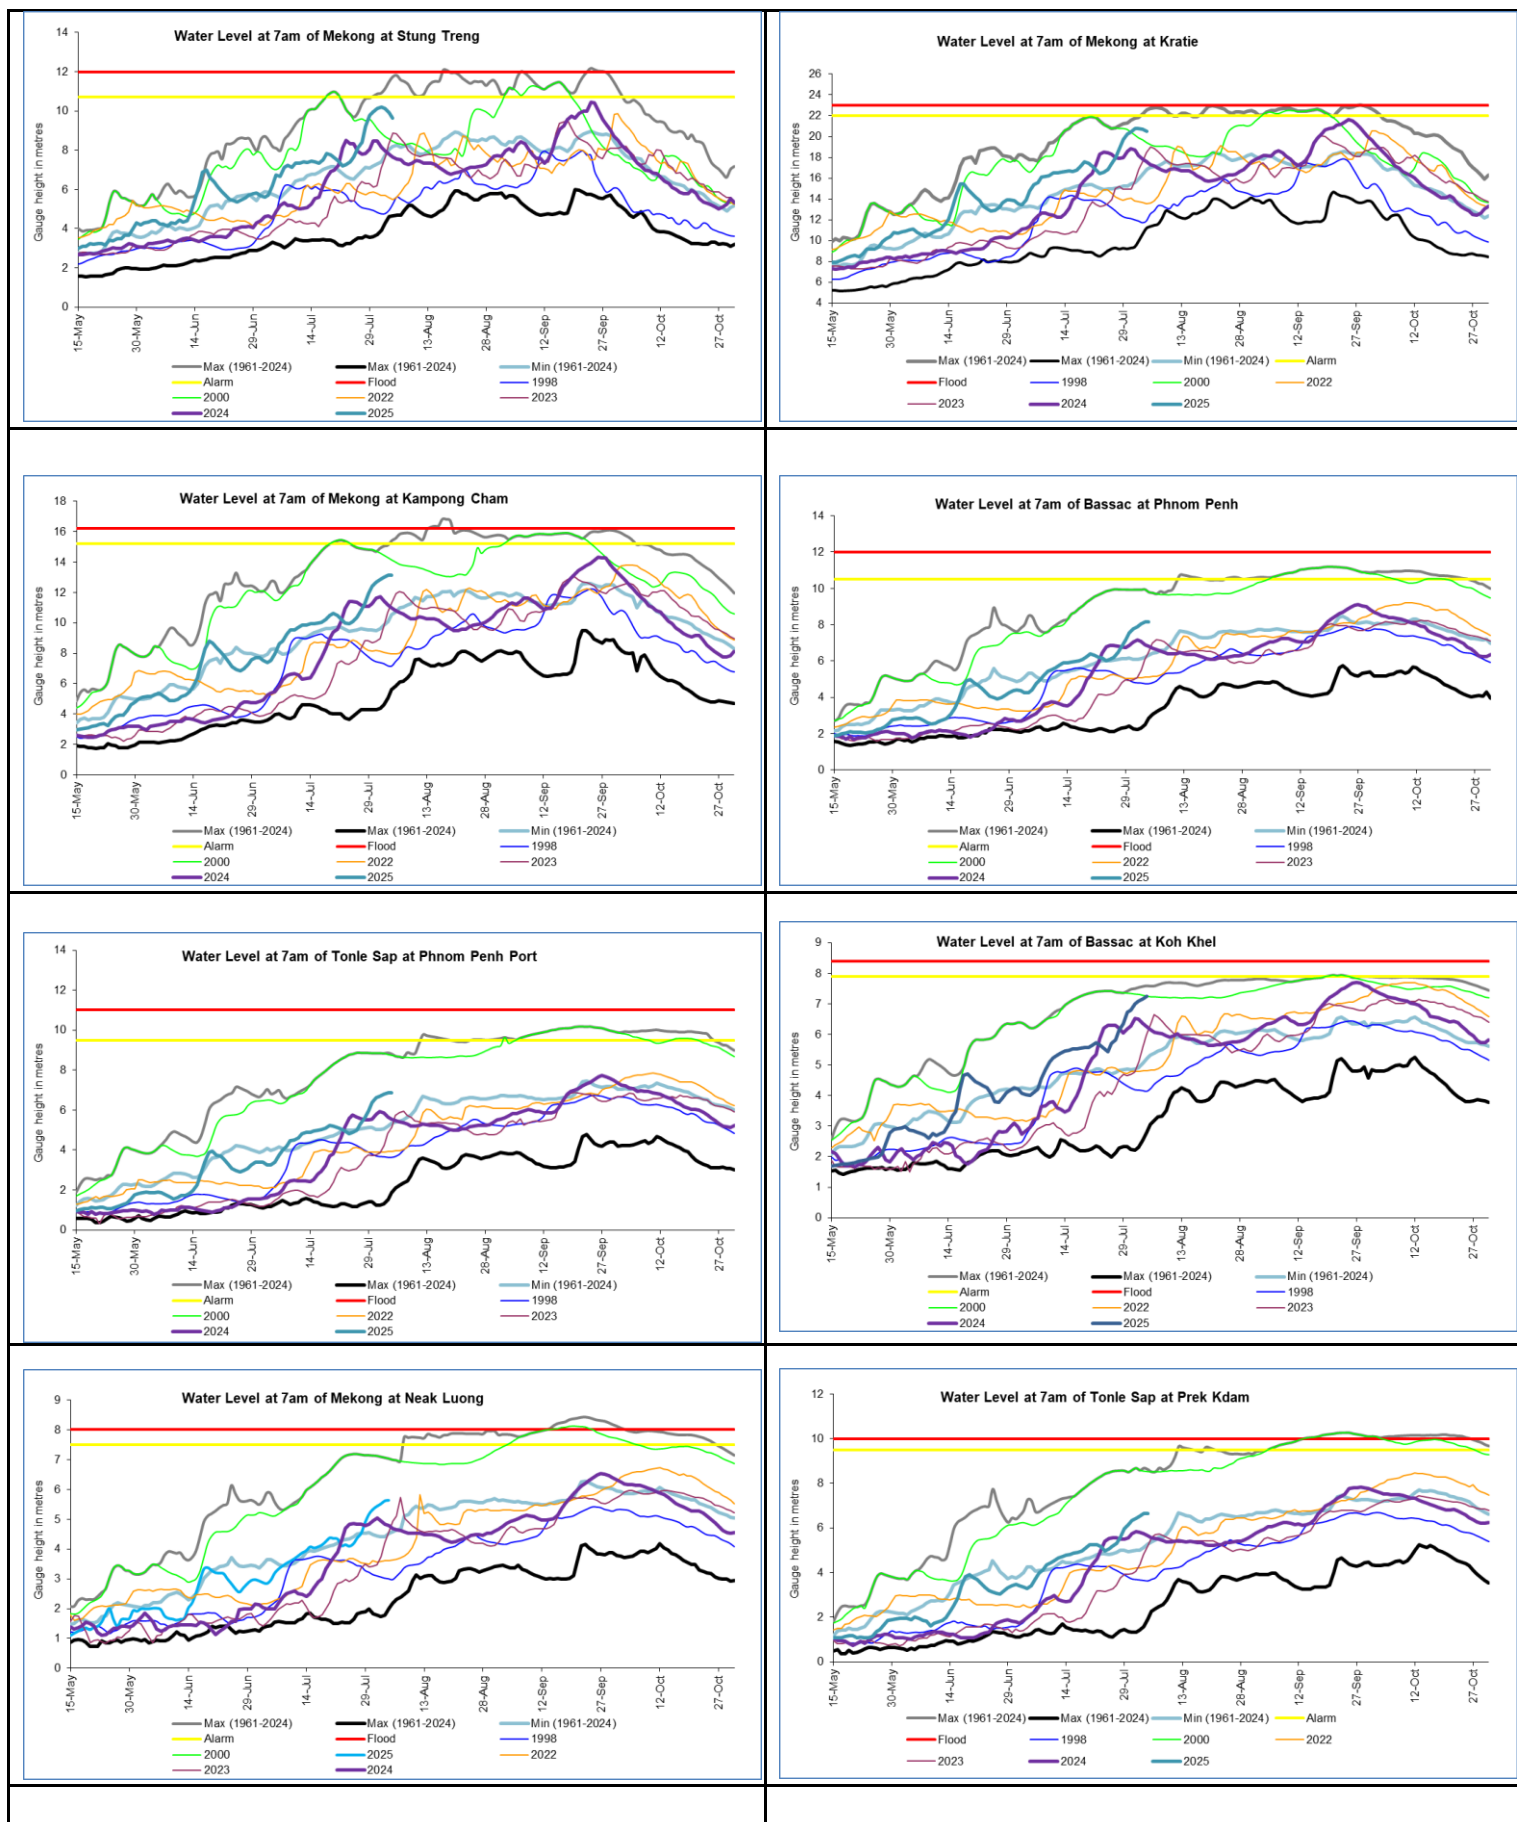 Water Level at 7am of Mekong at Stung Treng
Gauge height in metres
14
12
10
8
6
4
2
0
15-May
30-May
14-Jun
29-Jun
14-Jul
29-Jul
13-Aug
28-Aug
12-Sep
27-Sep
12-Oct
27-Oct
Max (1961-2024) Max (1961-2024) Min (1961-2024)
Alarm Flood 1998
2000 2022 2023
2024 2025
Water Level at 7am of Mekong at Kratie
Gauge height in metres
26
24
22
20
18
16
14
12
10
8
6
4
15-May
30-May
14-Jun
29-Jun
14-Jul
29-Jul
13-Aug
28-Aug
12-Sep
27-Sep
12-Oct
27-Oct
Max (1961-2024) Max (1961-2024) Min (1961-2024) Alarm
Flood 1998 2000 2022
2023 2024 2025
Water Level at 7am of Mekong at Kampong Cham
Gauge height in metres
18
16
14
12
10
8
6
4
2
0
15-May
30-May
14-Jun
29-Jun
14-Jul
29-Jul
13-Aug
28-Aug
12-Sep
27-Sep
12-Oct
27-Oct
Max (1961-2024) Max (1961-2024) Min (1961-2024)
Alarm Flood 1998
2000 2022 2023
2024 2025
Water Level at 7am of Bassac at Phnom Penh
Gauge height in metres
14
12
10
8
6
4
2
0
15-May
30-May
14-Jun
29-Jun
14-Jul
29-Jul
13-Aug
28-Aug
12-Sep
27-Sep
12-Oct
27-Oct
Max (1961-2024) Max (1961-2024) Min (1961-2024)
Alarm Flood 1998
2000 2022 2023
2024 2025
Water Level at 7am of Tonle Sap at Phnom Penh Port
Gauge height in metres
14
12
10
8
6
4
2
0
15-May
30-May
14-Jun
29-Jun
14-Jul
29-Jul
13-Aug
28-Aug
12-Sep
27-Sep
12-Oct
27-Oct
Max (1961-2024) Max (1961-2024) Min (1961-2024)
Alarm Flood 1998
2000 2022 2023
2024 2025
Water Level at 7am of Bassac at Koh Khel
Gauge height in metres
9
8
7
6
5
4
3
2
1
0
15-May
30-May
14-Jun
29-Jun
14-Jul
29-Jul
13-Aug
28-Aug
12-Sep
27-Sep
12-Oct
27-Oct
Max (1961-2024) Max (1961-2024) Min (1961-2024)
Alarm Flood 1998
2000 2022 2023
2024 2025
Water Level at 7am of Mekong at Neak Luong
Gauge height in metres
9
8
7
6
5
4
3
2
1
0
15-May
30-May
14-Jun
29-Jun
14-Jul
29-Jul
13-Aug
28-Aug
12-Sep
27-Sep
12-Oct
27-Oct
Max (1961-2024) Max (1961-2024) Min (1961-2024)
Alarm Flood 1998
2000 2025 2022
2023 2024
Water Level at 7am of Tonle Sap at Prek Kdam
Gauge height in metres
12
10
8
6
4
2
0
15-May
30-May
14-Jun
29-Jun
14-Jul
29-Jul
13-Aug
28-Aug
12-Sep
27-Sep
12-Oct
27-Oct
Max (1961-2024) Max (1961-2024) Min (1961-2024) Alarm
Flood 1998 2000 2022
2023 2024 2025